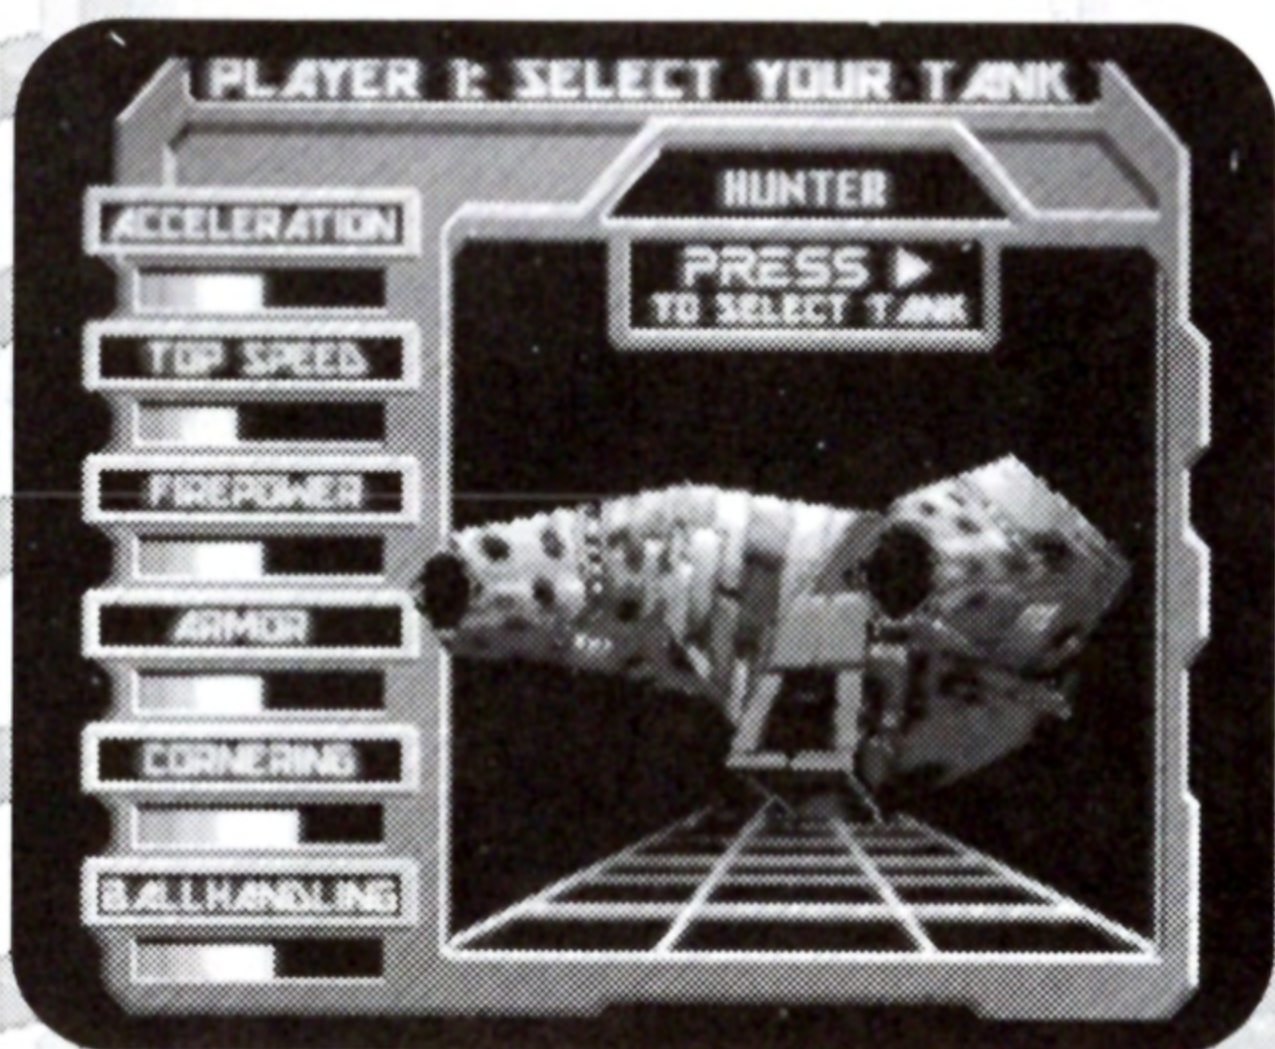 PLAYER 1: SELECT YOUR TANK
HUNTER
PRESS ▶
TO SELECT TANK
ACCELERATION
TOP SPEED
FIREPOWER
ARMOR
CORNERING
BALLHANDLING